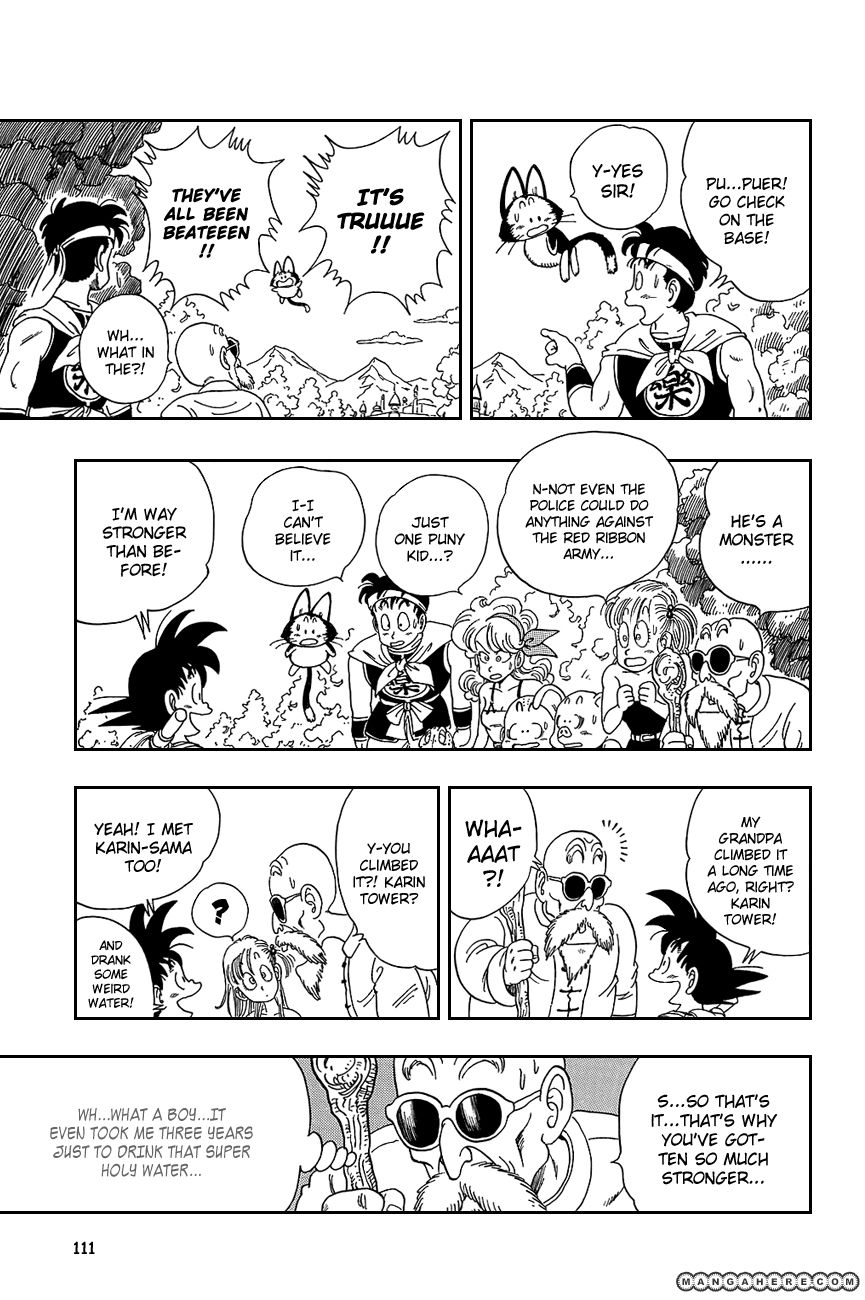 PU...PUER!
GO CHECK
ON THE
BASE!
Y-YES
SIR!
樂
IT'S
TRUUUE
!!
THEY'VE
ALL BEEN
BEATEEEN
!!
WH...
WHAT IN
THE?!
樂
HE'S A
MONSTER
......
N-NOT EVEN THE
POLICE COULD DO
ANYTHING AGAINST
THE RED RIBBON
ARMY...
JUST
ONE PUNY
KID...?
I-I
CAN'T
BELIEVE
IT...
I'M WAY
STRONGER
THAN BE-
FORE!
樂
MY
GRANDPA
CLIMBED IT
A LONG TIME
AGO, RIGHT?
KARIN
TOWER!
WHA-
AAAT
?!
Y-YOU
CLIMBED
IT?! KARIN
TOWER?
?
YEAH! I MET
KARIN-SAMA
TOO!
AND
DRANK
SOME
WEIRD
WATER!
S...SO THAT'S
IT...THAT'S WHY
YOU'VE GOT-
TEN SO MUCH
STRONGER...
WH...WHAT A BOY...IT
EVEN TOOK ME THREE YEARS
JUST TO DRINK THAT SUPER
HOLY WATER...
111
MANGAHERE.COM